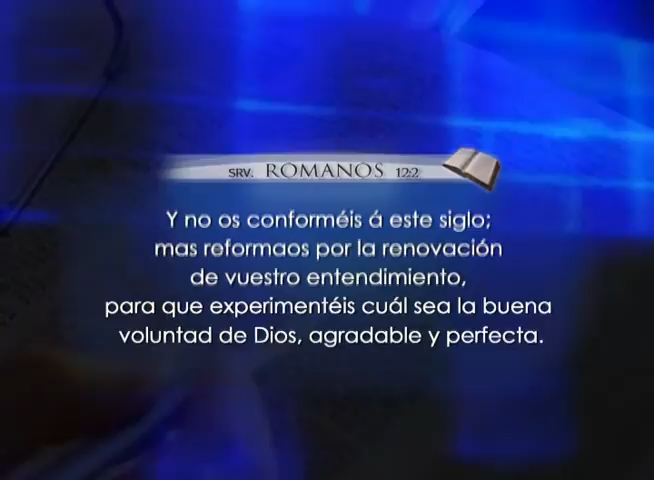 SRV. ROMANOS 12:2
Y no os conforméis á este siglo;
mas reformaos por la renovación
de vuestro entendimiento,
para que experimentéis cuál sea la buena
voluntad de Dios, agradable y perfecta.